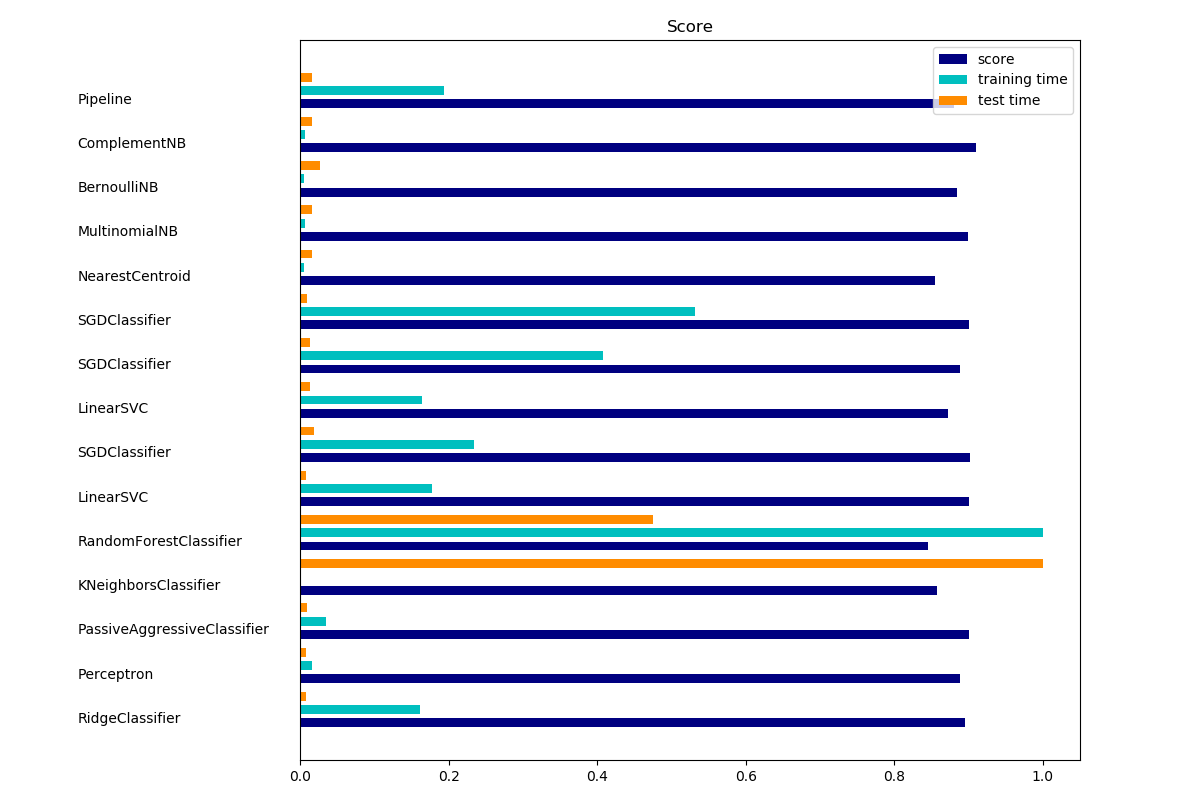 Score
score
training time
test time
Pipeline
ComplementNB
BernoulliNB
MultinomialNB
NearestCentroid
SGDClassifier
SGDClassifier
LinearSVC
SGDClassifier
LinearSVC
RandomForestClassifier
KNeighborsClassifier
PassiveAggressiveClassifier
Perceptron
RidgeClassifier
0.0 0.2 0.4 0.6 0.8 1.0